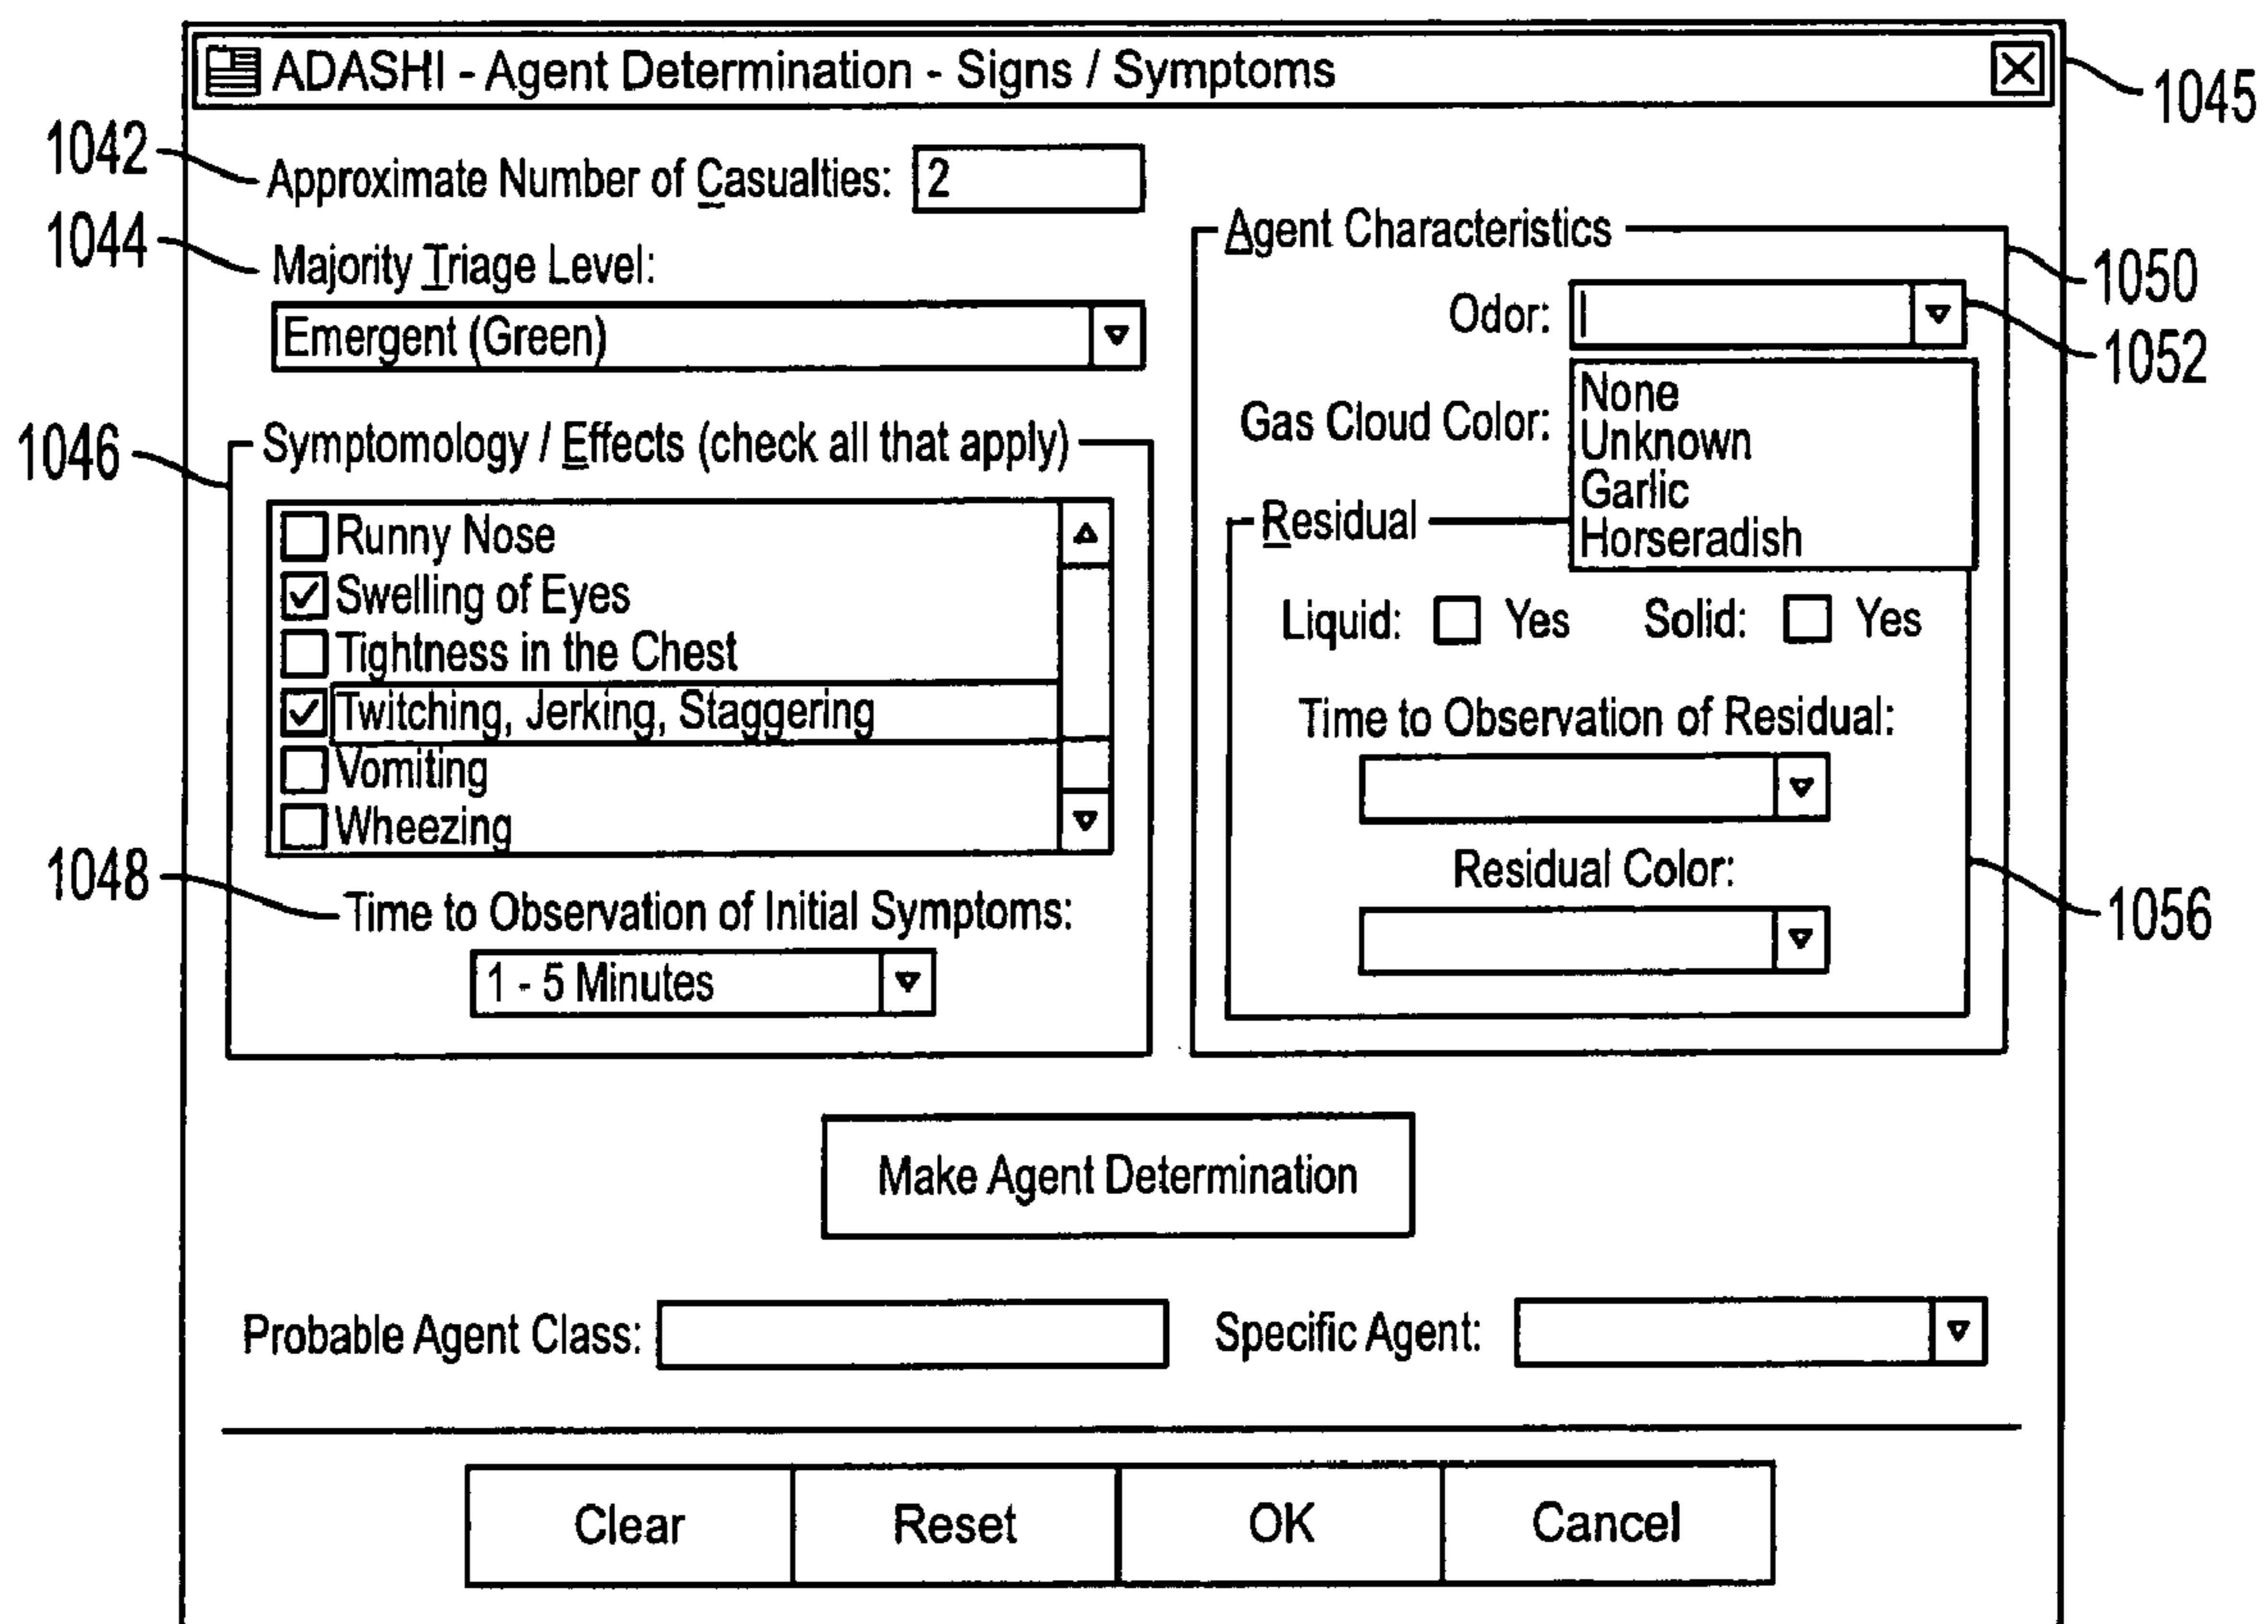 ADASHI - Agent Determination - Signs / Symptoms
1045
1042
Approximate Number of Casualties: 2
1044
Majority Triage Level:
Emergent (Green)
1046
Symptomology / Effects (check all that apply)
Runny Nose
Swelling of Eyes
Tightness in the Chest
Twitching, Jerking, Staggering
Vomiting
Wheezing
1048
Time to Observation of Initial Symptoms:
1 - 5 Minutes
Agent Characteristics
1050
Odor:
1052
None
Unknown
Garlic
Horseradish
Gas Cloud Color:
Residual
Liquid: Yes Solid: Yes
Time to Observation of Residual:
Residual Color:
1056
Make Agent Determination
Probable Agent Class: Specific Agent:
Clear Reset OK Cancel